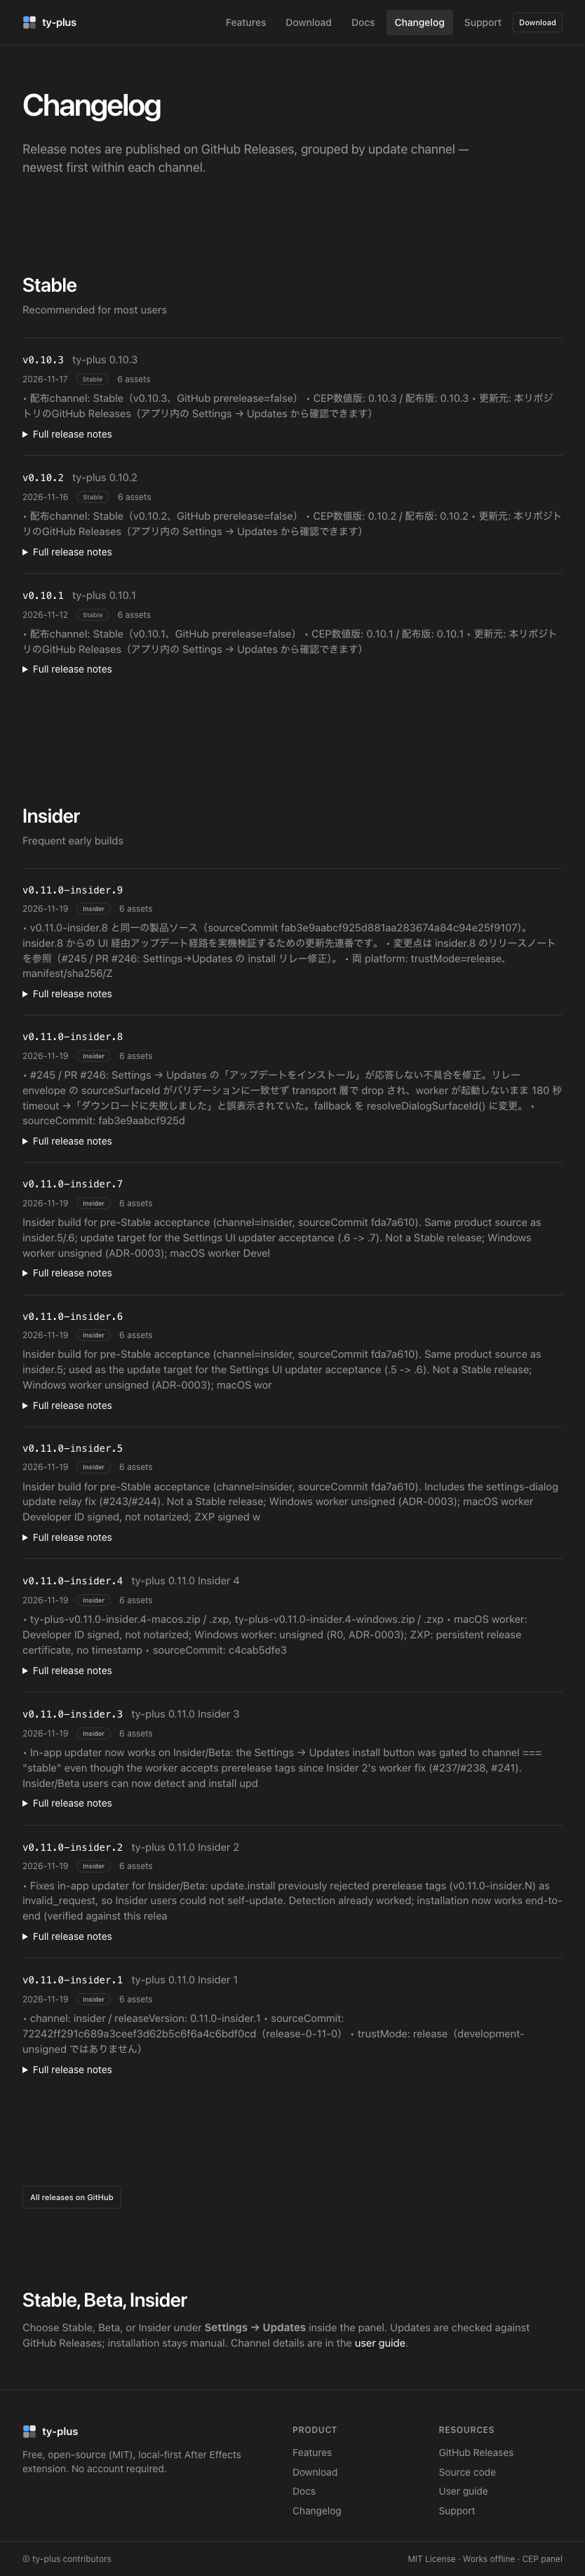 ty-plus
Features
Download
Docs
Changelog
Support
Download
Changelog
Release notes are published on GitHub Releases, grouped by update channel —
newest first within each channel.
Stable
Recommended for most users
v0.10.3 ty-plus 0.10.3
2026-11-17 Stable 6 assets
• 配布channel: Stable（v0.10.3、GitHub prerelease=false） • CEP数値版: 0.10.3 / 配布版: 0.10.3 • 更新元: 本リポジ
トリのGitHub Releases（アプリ内の Settings → Updates から確認できます）
▶ Full release notes
v0.10.2 ty-plus 0.10.2
2026-11-16 Stable 6 assets
• 配布channel: Stable（v0.10.2、GitHub prerelease=false） • CEP数値版: 0.10.2 / 配布版: 0.10.2 • 更新元: 本リポジト
リのGitHub Releases（アプリ内の Settings → Updates から確認できます）
▶ Full release notes
v0.10.1 ty-plus 0.10.1
2026-11-12 Stable 6 assets
• 配布channel: Stable（v0.10.1、GitHub prerelease=false） • CEP数値版: 0.10.1 / 配布版: 0.10.1 • 更新元: 本リポジト
リのGitHub Releases（アプリ内の Settings → Updates から確認できます）
▶ Full release notes
Insider
Frequent early builds
v0.11.0-insider.9
2026-11-19 Insider 6 assets
• v0.11.0-insider.8 と同一の製品ソース（sourceCommit fab3e9aabcf925d881aa283674a84c94e25f9107）。
insider.8 からの UI 経由アップデート経路を実機検証するための更新先連番です。 • 変更点は insider.8 のリリースノート
を参照（#245 / PR #246: Settings→Updates の install リレー修正）。 • 両 platform: trustMode=release、
manifest/sha256/Z
▶ Full release notes
v0.11.0-insider.8
2026-11-19 Insider 6 assets
• #245 / PR #246: Settings → Updates の「アップデートをインストール」が応答しない不具合を修正。リレー
envelope の sourceSurfaceId がバリデーションに一致せず transport 層で drop され、worker が起動しないまま 180 秒
timeout →「ダウンロードに失敗しました」と誤表示されていた。fallback を resolveDialogSurfaceId() に変更。 •
sourceCommit: fab3e9aabcf925d
▶ Full release notes
v0.11.0-insider.7
2026-11-19 Insider 6 assets
Insider build for pre-Stable acceptance (channel=insider, sourceCommit fda7a610). Same product source as
insider.5/.6; update target for the Settings UI updater acceptance (.6 -> .7). Not a Stable release; Windows
worker unsigned (ADR-0003); macOS worker Devel
▶ Full release notes
v0.11.0-insider.6
2026-11-19 Insider 6 assets
Insider build for pre-Stable acceptance (channel=insider, sourceCommit fda7a610). Same product source as
insider.5; used as the update target for the Settings UI updater acceptance (.5 -> .6). Not a Stable release;
Windows worker unsigned (ADR-0003); macOS wor
▶ Full release notes
v0.11.0-insider.5
2026-11-19 Insider 6 assets
Insider build for pre-Stable acceptance (channel=insider, sourceCommit fda7a610). Includes the settings-dialog
update relay fix (#243/#244). Not a Stable release; Windows worker unsigned (ADR-0003); macOS worker
Developer ID signed, not notarized; ZXP signed w
▶ Full release notes
v0.11.0-insider.4 ty-plus 0.11.0 Insider 4
2026-11-19 Insider 6 assets
• ty-plus-v0.11.0-insider.4-macos.zip / .zxp, ty-plus-v0.11.0-insider.4-windows.zip / .zxp • macOS worker:
Developer ID signed, not notarized; Windows worker: unsigned (R0, ADR-0003); ZXP: persistent release
certificate, no timestamp • sourceCommit: c4cab5dfe3
▶ Full release notes
v0.11.0-insider.3 ty-plus 0.11.0 Insider 3
2026-11-19 Insider 6 assets
• In-app updater now works on Insider/Beta: the Settings → Updates install button was gated to channel ===
"stable" even though the worker accepts prerelease tags since Insider 2's worker fix (#237/#238, #241).
Insider/Beta users can now detect and install upd
▶ Full release notes
v0.11.0-insider.2 ty-plus 0.11.0 Insider 2
2026-11-19 Insider 6 assets
• Fixes in-app updater for Insider/Beta: update.install previously rejected prerelease tags (v0.11.0-insider.N) as
invalid_request, so Insider users could not self-update. Detection already worked; installation now works end-to-
end (verified against this relea
▶ Full release notes
v0.11.0-insider.1 ty-plus 0.11.0 Insider 1
2026-11-19 Insider 6 assets
• channel: insider / releaseVersion: 0.11.0-insider.1 • sourceCommit:
72242ff291c689a3ceef3d62b5c6f6a4c6bdf0cd（release-0-11-0） • trustMode: release（development-
unsigned ではありません）
▶ Full release notes
All releases on GitHub
Stable, Beta, Insider
Choose Stable, Beta, or Insider under Settings → Updates inside the panel. Updates are checked against
GitHub Releases; installation stays manual. Channel details are in the user guide.
ty-plus
Free, open-source (MIT), local-first After Effects
extension. No account required.
PRODUCT
Features
Download
Docs
Changelog
RESOURCES
GitHub Releases
Source code
User guide
Support
© ty-plus contributors
MIT License · Works offline · CEP panel